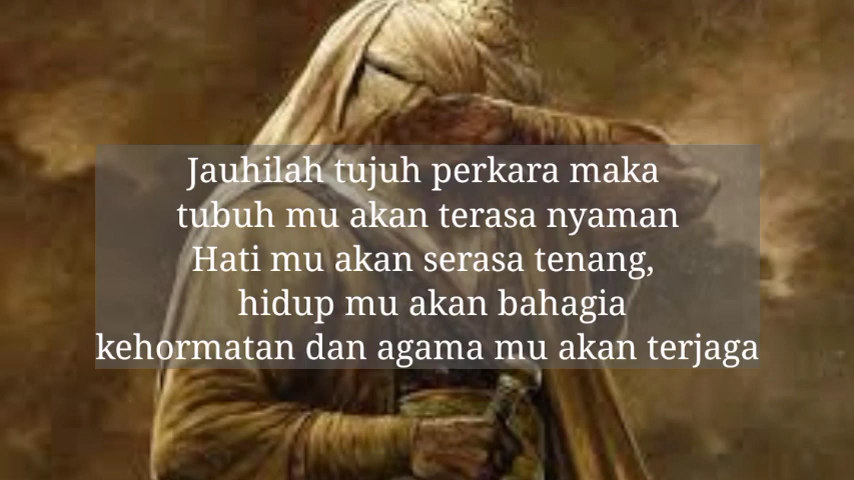 Jauhilah tujuh perkara maka
tubuh mu akan terasa nyaman
Hati mu akan serasa tenang,
hidup mu akan bahagia
kehormatan dan agama mu akan terjaga